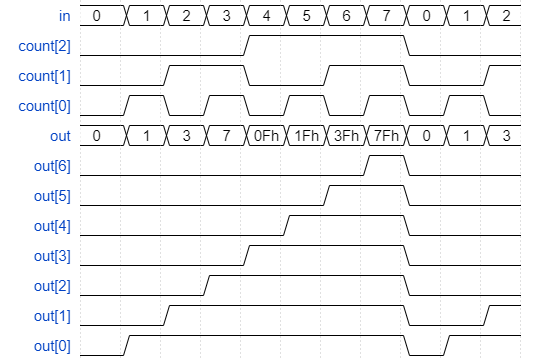 in 0 1 2 3 4 5 6 7 0 1 2
count[2]
count[1]
count[0]
out 0 1 3 7 0Fh 1Fh 3Fh 7Fh 0 1 3
out[6]
out[5]
out[4]
out[3]
out[2]
out[1]
out[0]